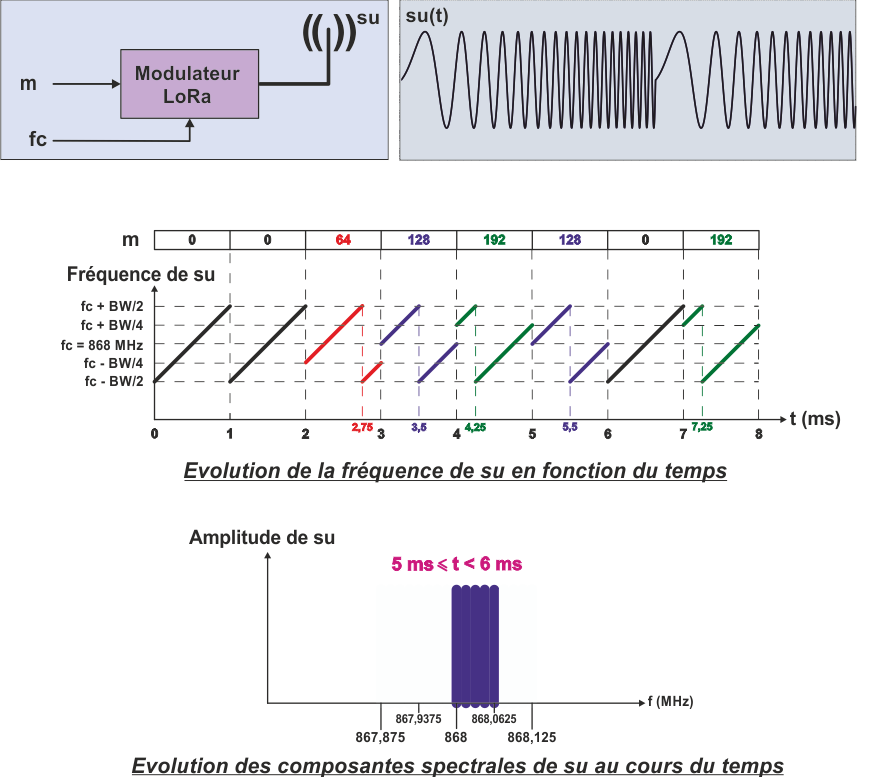 su
m
Modulateur
LoRa
fc
su(t)
m 0 0 64 128 192 128 0 192
Fréquence de su
fc + BW/2
fc + BW/4
fc = 868 MHz
fc - BW/4
fc - BW/2
t (ms)
0 1 2 2,75 3 3,5 4 4,25 5 5,5 6 7 7,25 8
Evolution de la fréquence de su en fonction du temps
Amplitude de su
5 ms ⩽ t < 6 ms
f (MHz)
867,9375 868,0625
867,875 868 868,125
Evolution des composantes spectrales de su au cours du temps